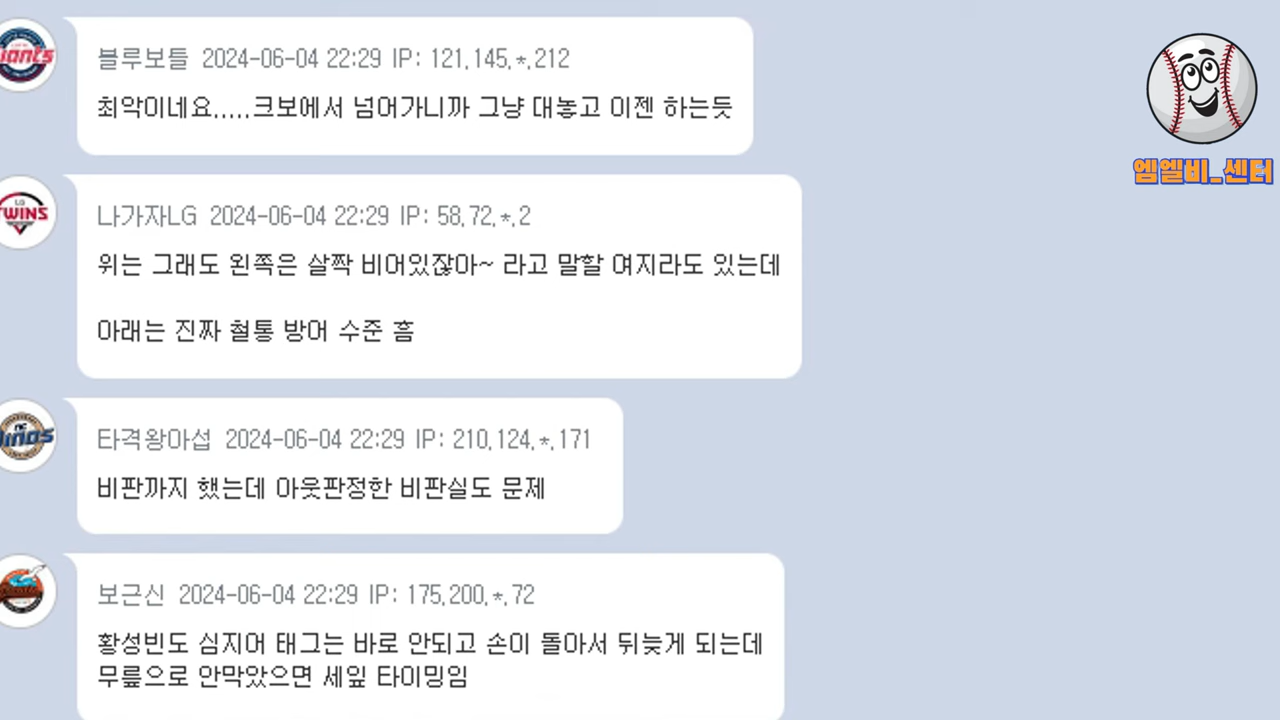 Giants
블루보틀 2024-06-04 22:29 IP: 121.145.*.212
최악이네요.....크보에서 넘어가니까 그냥 대놓고 이젠 하는듯
엠엘비_센터
LG
TWINS
나가자LG 2024-06-04 22:29 IP: 58.72.*.2
위는 그래도 왼쪽은 살짝 비어있잖아~ 라고 말할 여지라도 있는데
아래는 진짜 철통 방어 수준 흠
NC
Dinos
타격왕아섭 2024-06-04 22:29 IP: 210.124.*.171
비판까지 했는데 아웃판정한 비판실도 문제
보근신 2024-06-04 22:29 IP: 175.200.*.72
황성빈도 심지어 태그는 바로 안되고 손이 돌아서 뒤늦게 되는데
무릎으로 안막았으면 세잎 타이밍임